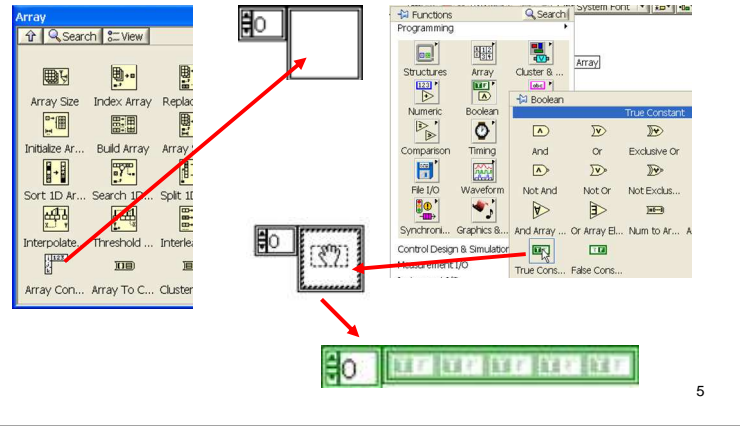 Array
Search
View
Array Size
Index Array
Replac
Initialize Ar...
Build Array
Array
Sort 1D Ar...
Search 1D...
Split 1D
Interpolate...
Threshold ...
Interlea
Array Con...
Array To C...
Cluster
0
0
0
Functions
Search
Programming
Structures
Array
Cluster & ...
Numeric
Boolean
Comparison
Timing
File I/O
Waveform
Synchroni...
Graphics &...
Control Design & Simulation
Measurement I/O
System Font
Array
Boolean
True Constant
And
Or
Exclusive Or
Not And
Not Or
Not Exclus...
And Array ...
Or Array El...
Num to Ar...
A
True Cons...
False Cons...
5